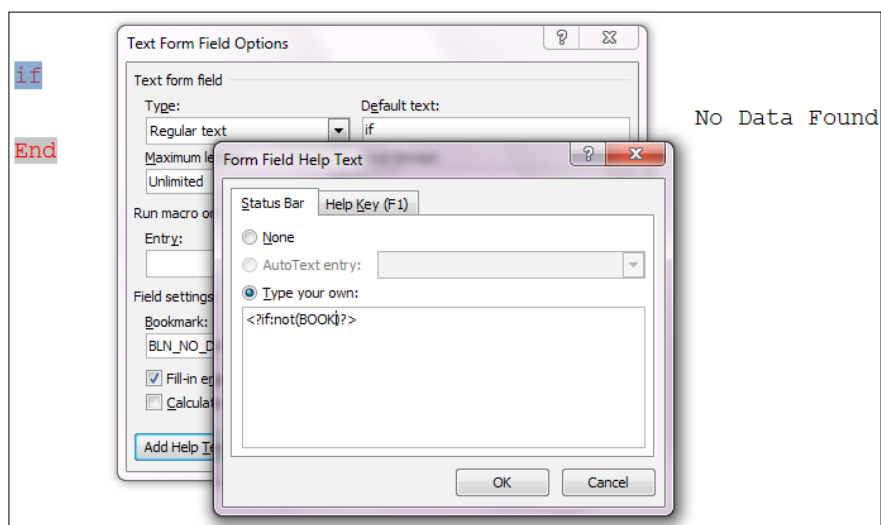 Text Form Field Options
if
Text form field
Type:
Default text:
Regular text
if
No Data Found
End
Maximum le
Form Field Help Text
Unlimited
Status Bar
Help Key (F1)
Run macro on
None
Entry:
AutoText entry:
Type your own:
Field settings
<?if:not(BOOK)?>
Bookmark:
BLN_NO_D
Fill-in en
Calculat
Add Help Te
OK
Cancel